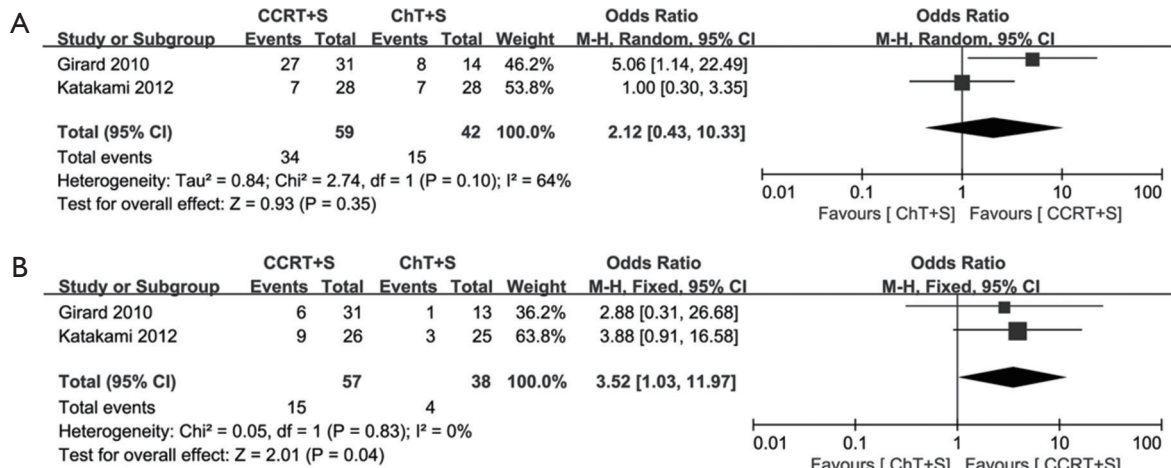 A
CCRT+S ChT+S Odds Ratio Odds Ratio
Study or Subgroup Events Total Events Total Weight M-H, Random, 95% CI M-H, Random, 95% CI
Girard 2010 27 31 8 14 46.2% 5.06 [1.14, 22.49]
Katakami 2012 7 28 7 28 53.8% 1.00 [0.30, 3.35]
Total (95% CI) 59 42 100.0% 2.12 [0.43, 10.33]
Total events 34 15
Heterogeneity: Tau² = 0.84; Chi² = 2.74, df = 1 (P = 0.10); I² = 64%
Test for overall effect: Z = 0.93 (P = 0.35)
0.01 0.1 1 10 100
Favours [ ChT+S] Favours [ CCRT+S]
B
CCRT+S ChT+S Odds Ratio Odds Ratio
Study or Subgroup Events Total Events Total Weight M-H, Fixed, 95% CI M-H, Fixed, 95% CI
Girard 2010 6 31 1 13 36.2% 2.88 [0.31, 26.68]
Katakami 2012 9 26 3 25 63.8% 3.88 [0.91, 16.58]
Total (95% CI) 57 38 100.0% 3.52 [1.03, 11.97]
Total events 15 4
Heterogeneity: Chi² = 0.05, df = 1 (P = 0.83); I² = 0%
Test for overall effect: Z = 2.01 (P = 0.04)
0.01 0.1 1 10 100
Favours [ ChT+S] Favours [ CCRT+S]